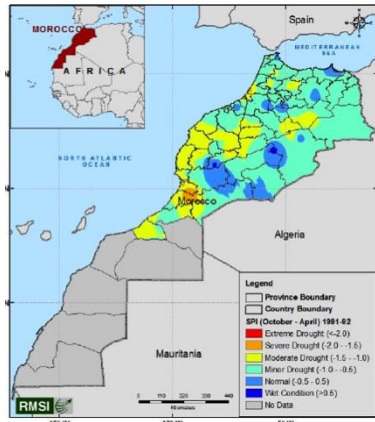 MOROCCO
AFRICA
Spain
MEDITERRANEAN
SEA
NORTH ATLANTIC
OCEAN
Morocco
Algeria
Mauritania
Legend
Province Boundary
Country Boundary
SPI (October - April) 1991-92
Extreme Drought (<-2.0)
Severe Drought (-2.0 - -1.5)
Moderate Drought (-1.5 - -1.0)
Minor Drought (-1.0 - -0.5)
Normal (-0.5 - 0.5)
Wet Condition (>0.5)
No Data
RMSI
Kilometers